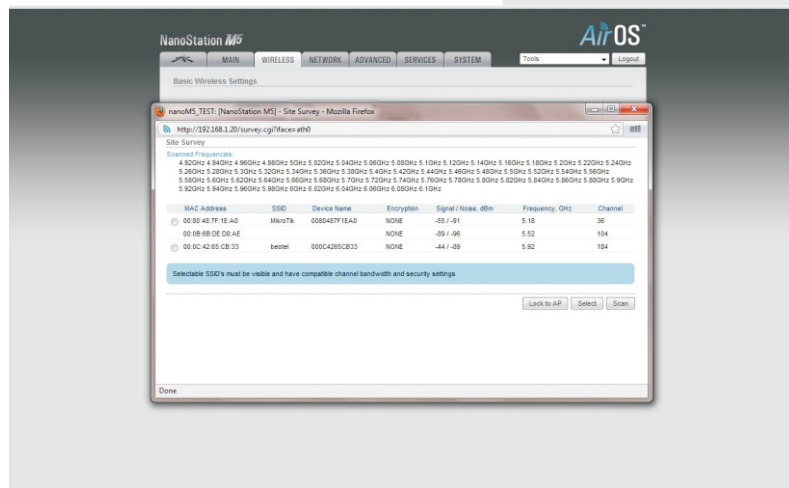 NanoStation M5
AirOS™
MAIN WIRELESS NETWORK ADVANCED SERVICES SYSTEM Tools: Logout
Basic Wireless Settings
nanoM5_TEST: [NanoStation M5] - Site Survey - Mozilla Firefox
http://192.168.1.20/survey.cgi?iface=ath0
Site Survey
Scanned Frequencies:
4.92GHz 4.94GHz 4.96GHz 4.98GHz 5GHz 5.02GHz 5.04GHz 5.06GHz 5.08GHz 5.1GHz 5.12GHz 5.14GHz 5.16GHz 5.18GHz 5.2GHz 5.22GHz 5.24GHz
5.26GHz 5.28GHz 5.3GHz 5.32GHz 5.34GHz 5.36GHz 5.38GHz 5.4GHz 5.42GHz 5.44GHz 5.46GHz 5.48GHz 5.5GHz 5.52GHz 5.54GHz 5.56GHz
5.58GHz 5.6GHz 5.62GHz 5.64GHz 5.66GHz 5.68GHz 5.7GHz 5.72GHz 5.74GHz 5.76GHz 5.78GHz 5.8GHz 5.82GHz 5.84GHz 5.86GHz 5.88GHz 5.9GHz
5.92GHz 5.94GHz 5.96GHz 5.98GHz 6GHz 6.02GHz 6.04GHz 6.06GHz 6.08GHz 6.1GHz
MAC Address SSID Device Name Encryption Signal / Noise, dBm Frequency, GHz Channel
00:80:48:7F:1E:A0 MikroTik 0080487F1EA0 NONE -55 / -91 5.18 36
00:0B:6B:DE:D8:AE NONE -89 / -96 5.52 104
00:0C:42:65:CB:33 beotel 000C4265CB33 NONE -44 / -89 5.92 184
Selectable SSID's must be visible and have compatible channel bandwidth and security settings
Lock to AP Select Scan
Done